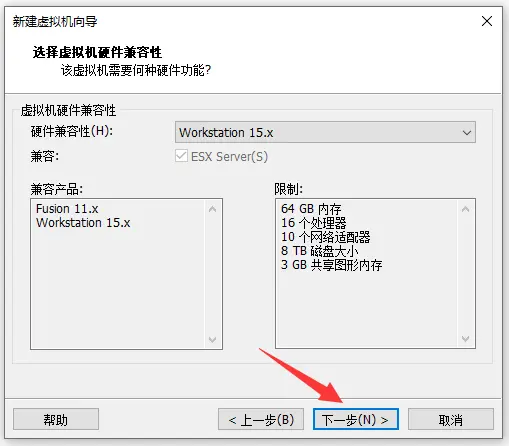 新建虚拟机向导
选择虚拟机硬件兼容性
该虚拟机需要何种硬件功能?
虚拟机硬件兼容性
硬件兼容性(H): Workstation 15.x
兼容: ESX Server(S)
兼容产品: 限制:
Fusion 11.x
Workstation 15.x
64 GB 内存
16 个处理器
10 个网络适配器
8 TB 磁盘大小
3 GB 共享图形内存
帮助 < 上一步(B) 下一步(N) > 取消